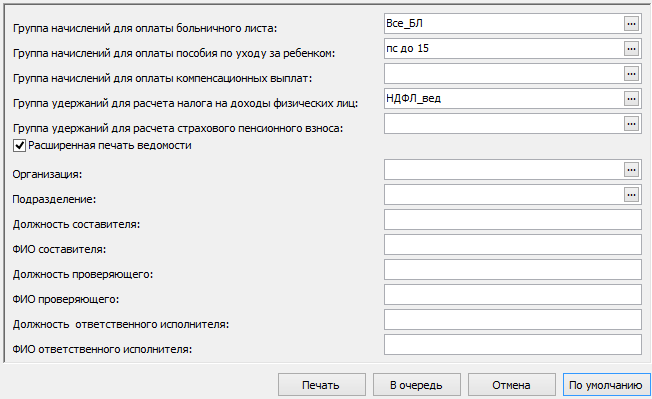 Группа начислений для оплаты больничного листа: Все_БЛ ...
Группа начислений для оплаты пособия по уходу за ребенком: пс до 15 ...
Группа начислений для оплаты компенсационных выплат: ...
Группа удержаний для расчета налога на доходы физических лиц: НДФЛ_вед ...
Группа удержаний для расчета страхового пенсионного взноса: ...
Расширенная печать ведомости
Организация: ...
Подразделение: ...
Должность составителя:
ФИО составителя:
Должность проверяющего:
ФИО проверяющего:
Должность ответственного исполнителя:
ФИО ответственного исполнителя:
Печать В очередь Отмена По умолчанию